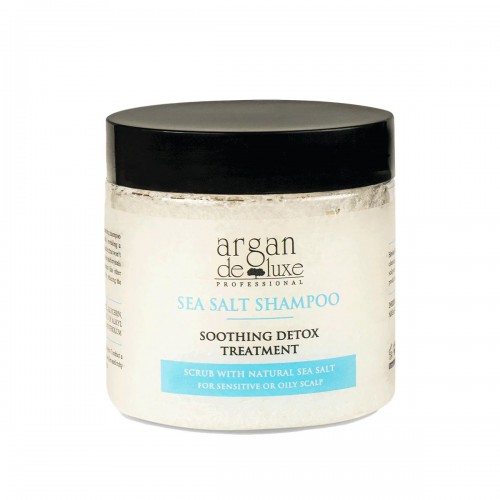 argan
de luxe
PROFESSIONAL
SEA SALT SHAMPOO
SOOTHING DETOX
TREATMENT
SCRUB WITH NATURAL SEA SALT
FOR SENSITIVE OR OILY SCALP